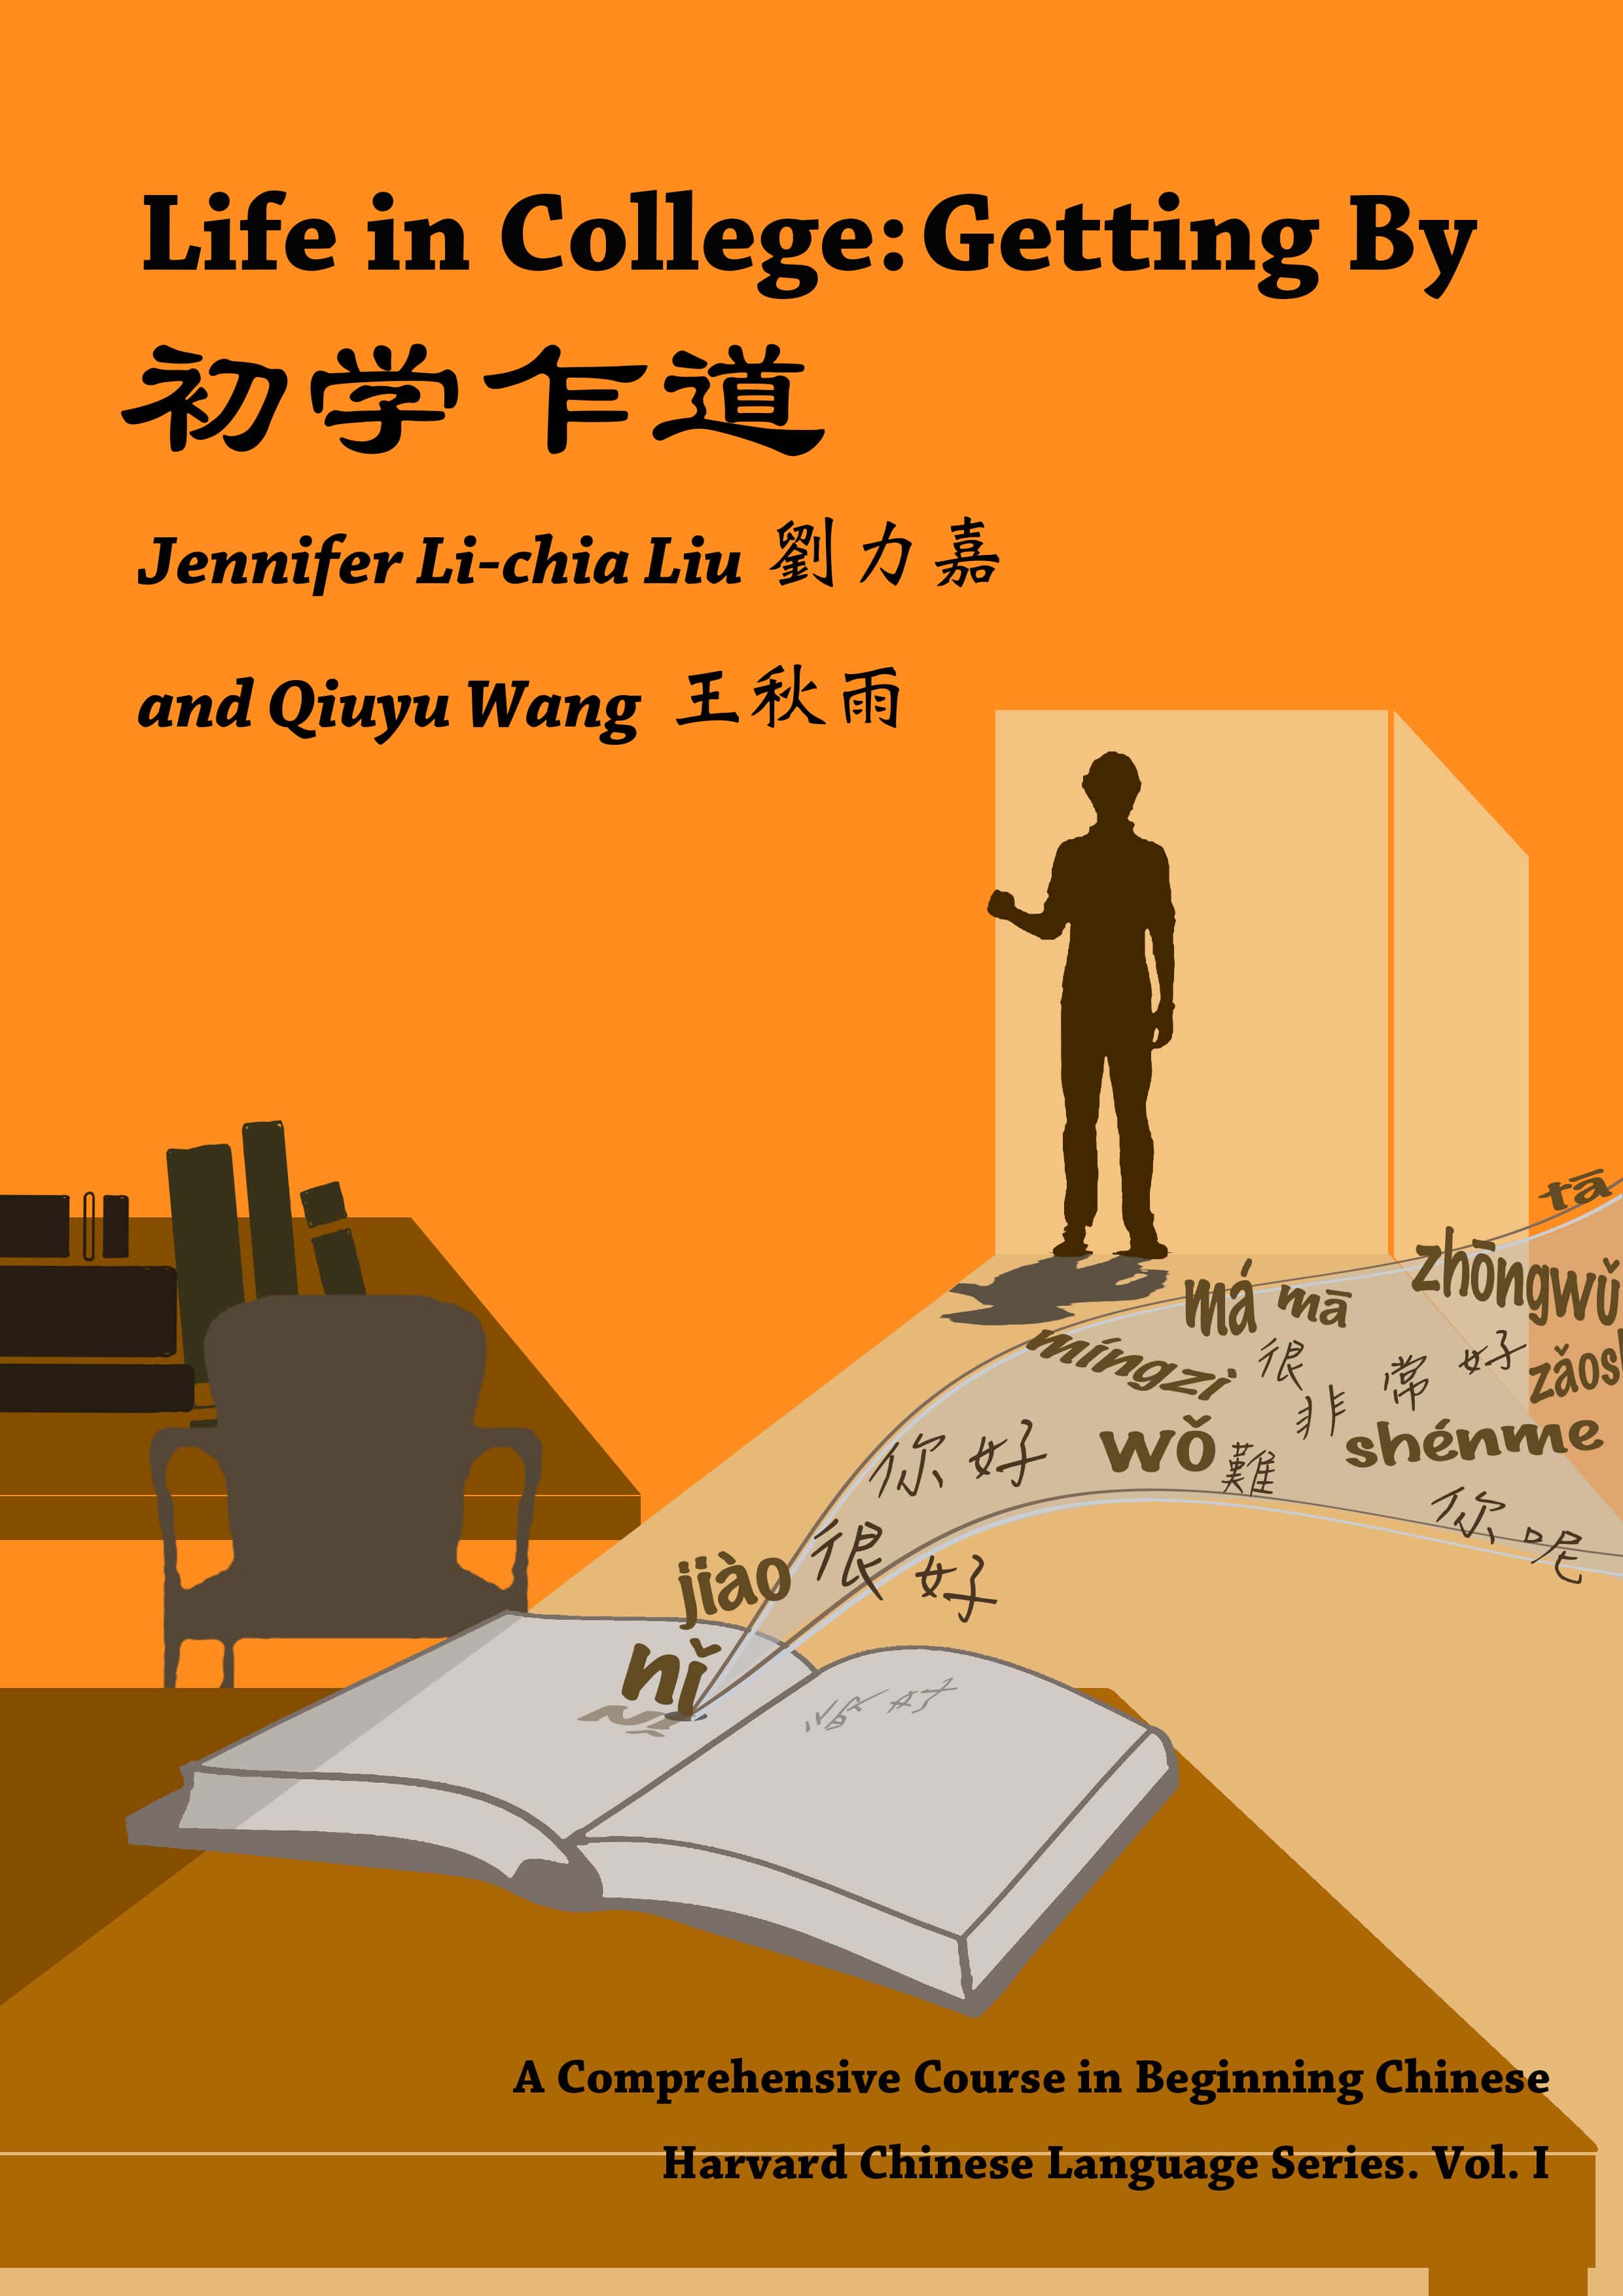 Life in College: Getting By
初学乍道
Jennifer Li-chia Liu 劉力嘉
and Qiuyu Wang 王秋雨
tā
zhōngwǔ
má mā
míngzi
很
非
常
好
zǎos
你好
wǒ
難
shénme
你呢
jiào
很好
nǐ
A Comprehensive Course in Beginning Chinese
Harvard Chinese Language Series. Vol. I